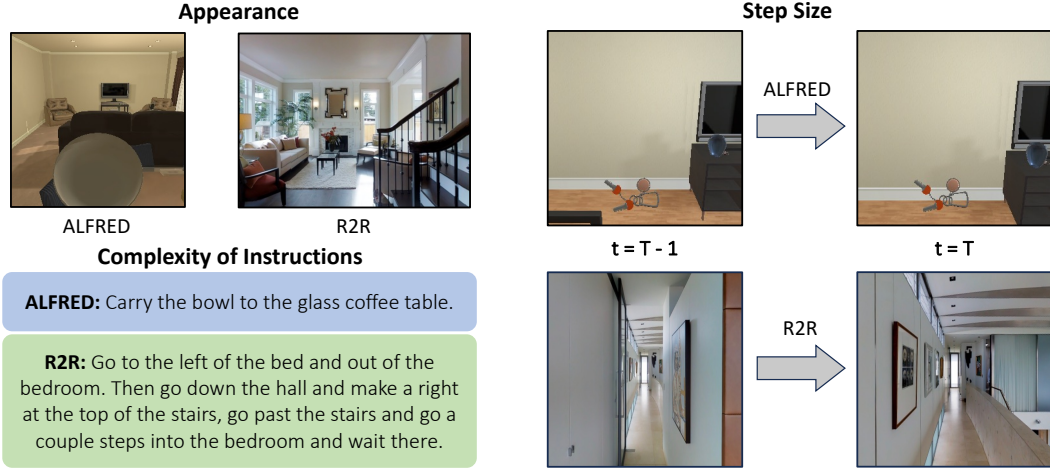 Appearance
ALFRED
R2R
Complexity of Instructions
ALFRED: Carry the bowl to the glass coffee table.
R2R: Go to the left of the bed and out of the
bedroom. Then go down the hall and make a right
at the top of the stairs, go past the stairs and go a
couple steps into the bedroom and wait there.
Step Size
ALFRED
t = T - 1
t = T
R2R